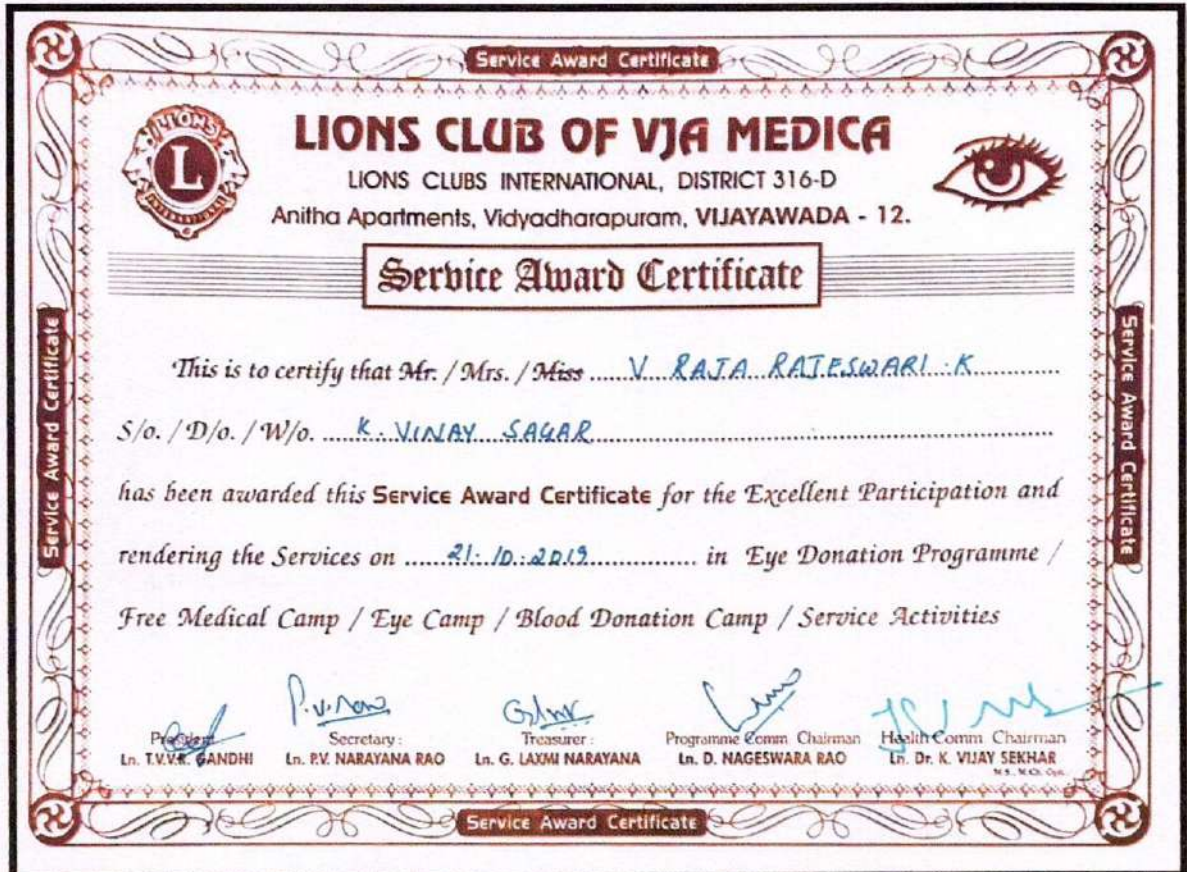 Service Award Certificate
LIONS
L
INTERNATIONAL
LIONS CLUB OF VJA MEDICA
LIONS CLUBS INTERNATIONAL, DISTRICT 316-D
Anitha Apartments, Vidyadharapuram, VIJAYAWADA - 12.
Service Award Certificate
Service Award Certificate
Service Award Certificate
This is to certify that Mr. / Mrs. / Miss ..... V RAJA RAJESWARI . K .....
S/o. / D/o. / W/o. ..... K. VINAY SAGAR .....
has been awarded this Service Award Certificate for the Excellent Participation and
rendering the Services on ..... 21.10.2019 ..... in Eye Donation Programme /
Free Medical Camp / Eye Camp / Blood Donation Camp / Service Activities
P.V. Rao
President Secretary : Treasurer : Programme Comm. Chairman Health Comm. Chairman
Ln. T.V.V.R. GANDHI Ln. P.V. NARAYANA RAO Ln. G. LAXMI NARAYANA Ln. D. NAGESWARA RAO Ln. Dr. K. VIJAY SEKHAR
Service Award Certificate